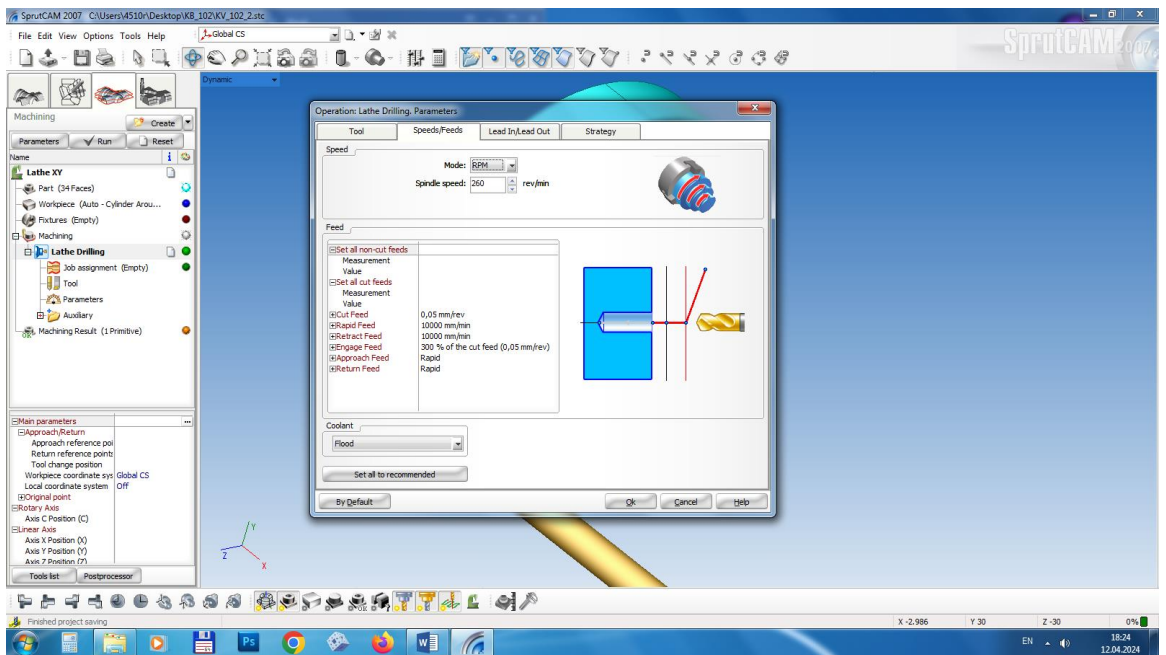 SprutCAM 2007 C:\Users\4510r\Desktop\KB_102\KV_102_2.stc
File Edit View Options Tools Help
Global CS
SprutCAM 2007
Dynamic
Machining
Create
Parameters Run Reset
Name
Lathe XY
Part (34 Faces)
Workpiece (Auto - Cylinder Arou...
Fixtures (Empty)
Machining
Lathe Drilling
Job assignment (Empty)
Tool
Parameters
Auxiliary
Machining Result (1 Primitive)
Main parameters
Approach/Return
Approach reference poi
Return reference points
Tool change position
Workpiece coordinate sys Global CS
Local coordinate system Off
Original point
Rotary Axis
Axis C Position (C)
Linear Axis
Axis X Position (X)
Axis Y Position (Y)
Axis Z Position (Z)
Tools list Postprocessor
Operation: Lathe Drilling. Parameters
Tool Speeds/Feeds Lead In/Lead Out Strategy
Speed
Mode: RPM
Spindle speed: 260 rev/min
Feed
Set all non-cut feeds
Measurement
Value
Set all cut feeds
Measurement
Value
Cut Feed 0,05 mm/rev
Rapid Feed 10000 mm/min
Retract Feed 10000 mm/min
Engage Feed 300 % of the cut feed (0,05 mm/rev)
Approach Feed Rapid
Return Feed Rapid
Coolant
Flood
Set all to recommended
By Default Ok Cancel Help
Y
Z
X
Finished project saving X -2.986 Y 30 Z -30 0%
Ps
EN 18:24
12.04.2024